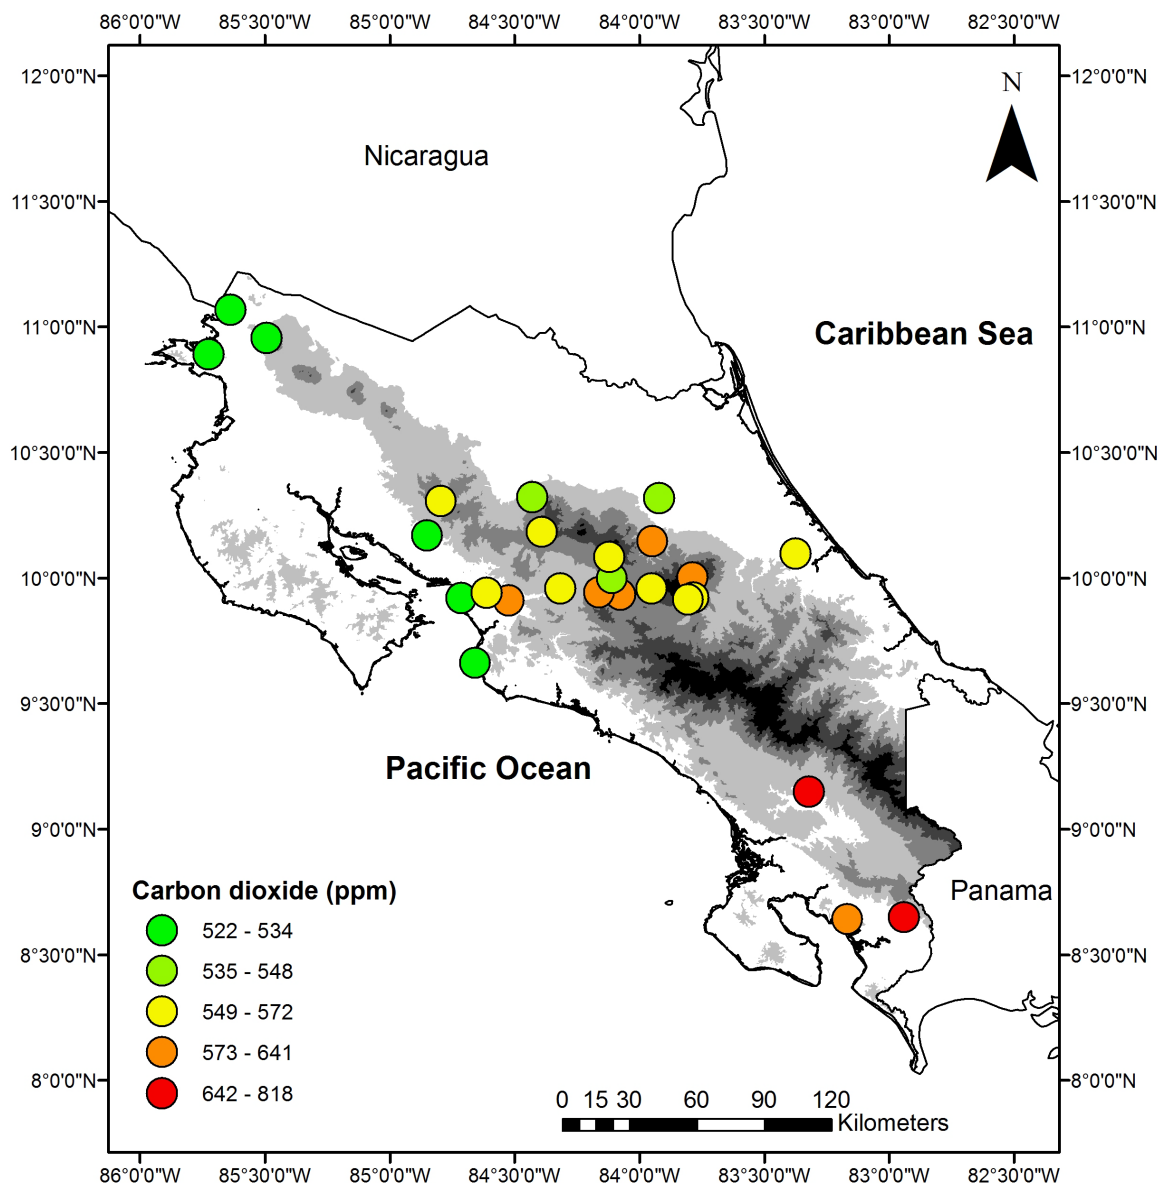 86°0'0"W 85°30'0"W 85°0'0"W 84°30'0"W 84°0'0"W 83°30'0"W 83°0'0"W 82°30'0"W
12°0'0"N 12°0'0"N
N
Nicaragua
11°30'0"N 11°30'0"N
11°0'0"N Caribbean Sea 11°0'0"N
10°30'0"N 10°30'0"N
10°0'0"N 10°0'0"N
9°30'0"N 9°30'0"N
Pacific Ocean
9°0'0"N 9°0'0"N
Panama
8°30'0"N 8°30'0"N
8°0'0"N 8°0'0"N
Carbon dioxide (ppm)
522 - 534
535 - 548
549 - 572
573 - 641
642 - 818
0 15 30 60 90 120
Kilometers
86°0'0"W 85°30'0"W 85°0'0"W 84°30'0"W 84°0'0"W 83°30'0"W 83°0'0"W 82°30'0"W